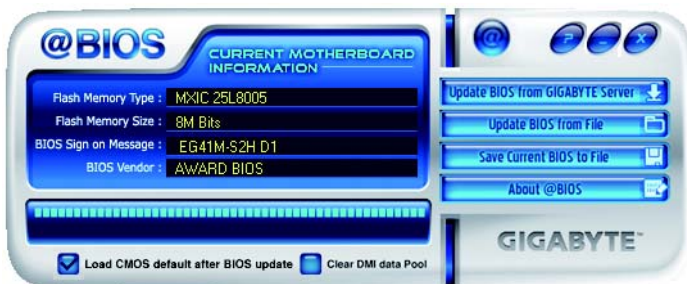 @BIOS
CURRENT MOTHERBOARD
INFORMATION
Flash Memory Type : MXIC 25L8005
Flash Memory Size : 8M Bits
BIOS Sign on Message : EG41M-S2H D1
BIOS Vendor : AWARD BIOS
Load CMOS default after BIOS update
Clear DMI data Pool
@
? – X
Update BIOS from GIGABYTE Server
Update BIOS from File
Save Current BIOS to File
About @BIOS
GIGABYTE™